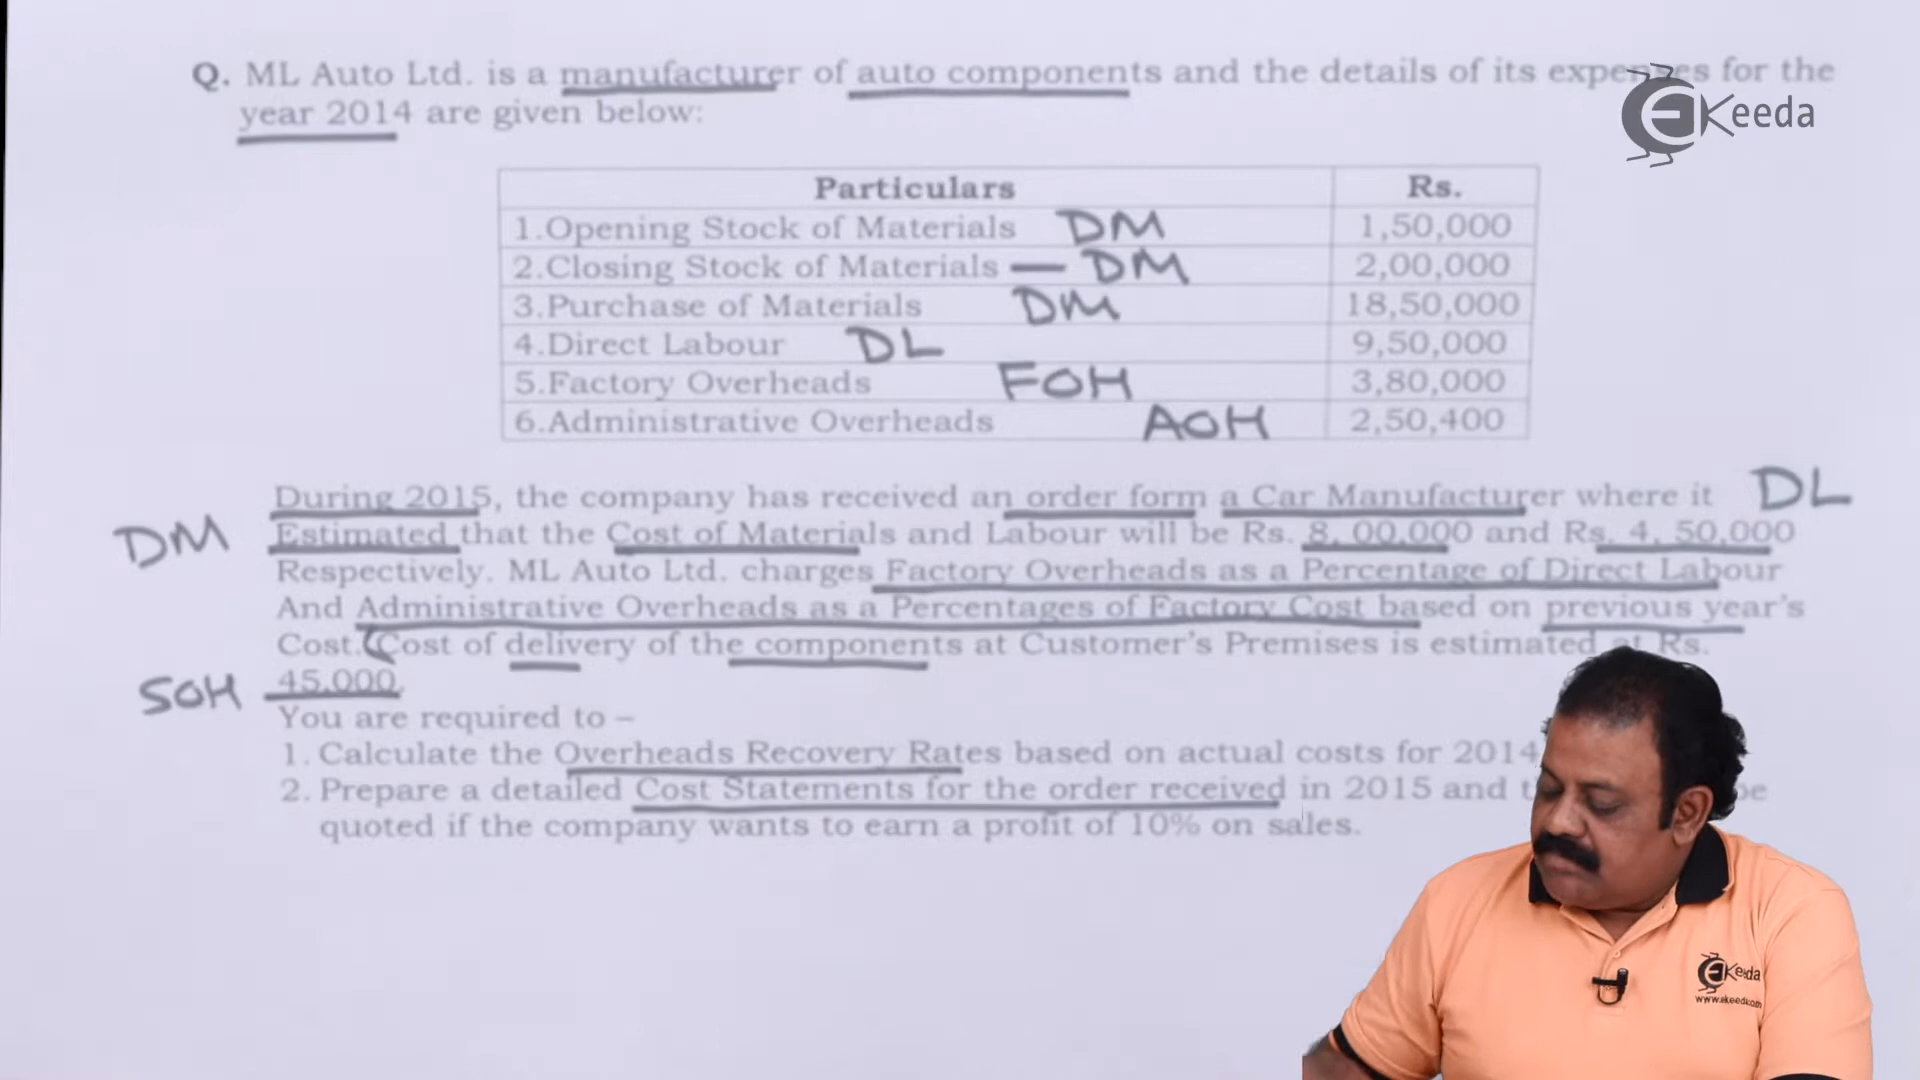 Q. ML Auto Ltd. is a manufacturer of auto components and the details of its expenses for the
year 2014 are given below:
Keeda
Particulars Rs.
1.Opening Stock of Materials DM 1,50,000
2.Closing Stock of Materials — DM 2,00,000
3.Purchase of Materials DM 18,50,000
4.Direct Labour DL 9,50,000
5.Factory Overheads FOH 3,80,000
6.Administrative Overheads AOH 2,50,400
During 2015, the company has received an order form a Car Manufacturer where it DL
DM Estimated that the Cost of Materials and Labour will be Rs. 8, 00,000 and Rs. 4, 50,000
Respectively. ML Auto Ltd. charges Factory Overheads as a Percentage of Direct Labour
And Administrative Overheads as a Percentages of Factory Cost based on previous year's
Cost. Cost of delivery of the components at Customer's Premises is estimated at Rs.
SOH 45,000.
You are required to –
1. Calculate the Overheads Recovery Rates based on actual costs for 2014
2. Prepare a detailed Cost Statements for the order received in 2015 and be
quoted if the company wants to earn a profit of 10% on sales.
Keeda
www.ekeeda.com